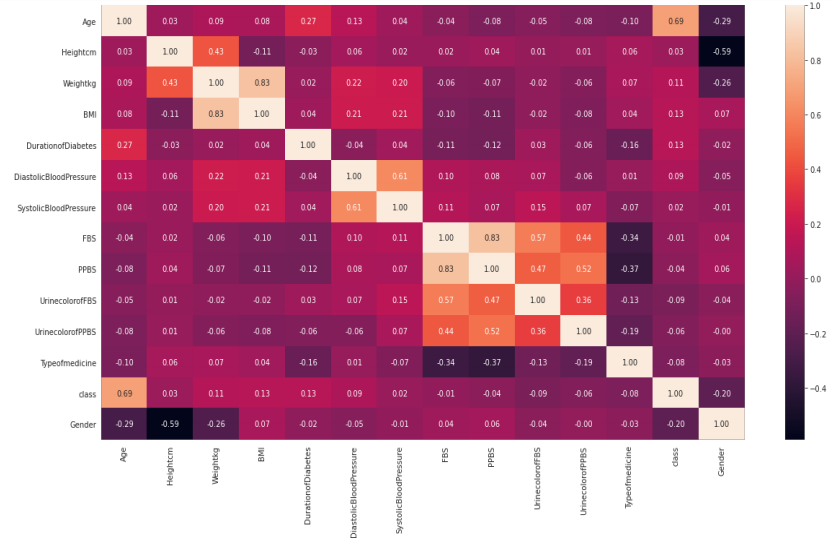 Age 1.00 0.03 0.09 0.08 0.27 0.13 0.04 -0.04 -0.08 -0.05 -0.08 -0.10 0.69 -0.29
Heightcm 0.03 1.00 0.43 -0.11 -0.03 0.06 0.02 0.02 0.04 0.01 0.01 0.06 0.03 -0.59
Weightkg 0.09 0.43 1.00 0.83 0.02 0.22 0.20 -0.06 -0.07 -0.02 -0.06 0.07 0.11 -0.26
BMI 0.08 -0.11 0.83 1.00 0.04 0.21 0.21 -0.10 -0.11 -0.02 -0.08 0.04 0.13 0.07
DurationofDiabetes 0.27 -0.03 0.02 0.04 1.00 -0.04 0.04 -0.11 -0.12 0.03 -0.06 -0.16 0.13 -0.02
DiastolicBloodPressure 0.13 0.06 0.22 0.21 -0.04 1.00 0.61 0.10 0.08 0.07 -0.06 0.01 0.09 -0.05
SystolicBloodPressure 0.04 0.02 0.20 0.21 0.04 0.61 1.00 0.11 0.07 0.15 0.07 -0.07 0.02 -0.01
FBS -0.04 0.02 -0.06 -0.10 -0.11 0.10 0.11 1.00 0.83 0.57 0.44 -0.34 -0.01 0.04
PPBS -0.08 0.04 -0.07 -0.11 -0.12 0.08 0.07 0.83 1.00 0.47 0.52 -0.37 -0.04 0.06
UrinecolorofFBS -0.05 0.01 -0.02 -0.02 0.03 0.07 0.15 0.57 0.47 1.00 0.36 -0.13 -0.09 -0.04
UrinecolorofPPBS -0.08 0.01 -0.06 -0.08 -0.06 -0.06 0.07 0.44 0.52 0.36 1.00 -0.19 -0.06 -0.00
Typeofmedicine -0.10 0.06 0.07 0.04 -0.16 0.01 -0.07 -0.34 -0.37 -0.13 -0.19 1.00 -0.08 -0.03
class 0.69 0.03 0.11 0.13 0.13 0.09 0.02 -0.01 -0.04 -0.09 -0.06 -0.08 1.00 -0.20
Gender -0.29 -0.59 -0.26 0.07 -0.02 -0.05 -0.01 0.04 0.06 -0.04 -0.00 -0.03 -0.20 1.00
Age
Heightcm
Weightkg
BMI
DurationofDiabetes
DiastolicBloodPressure
SystolicBloodPressure
FBS
PPBS
UrinecolorofFBS
UrinecolorofPPBS
Typeofmedicine
class
Gender
1.0
0.8
0.6
0.4
0.2
0.0
−0.2
−0.4